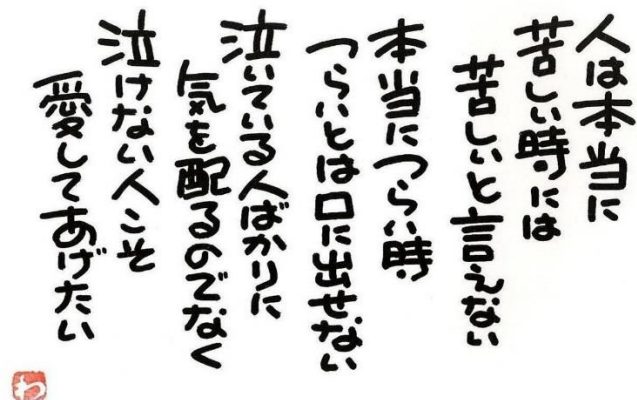 人は本当に
苦しい時には
苦しいと言えない
本当につらい時
つらいとは口に出せない
泣いている人ばかりに
気を配るのでなく
泣けない人こそ
愛してあげたい
わ